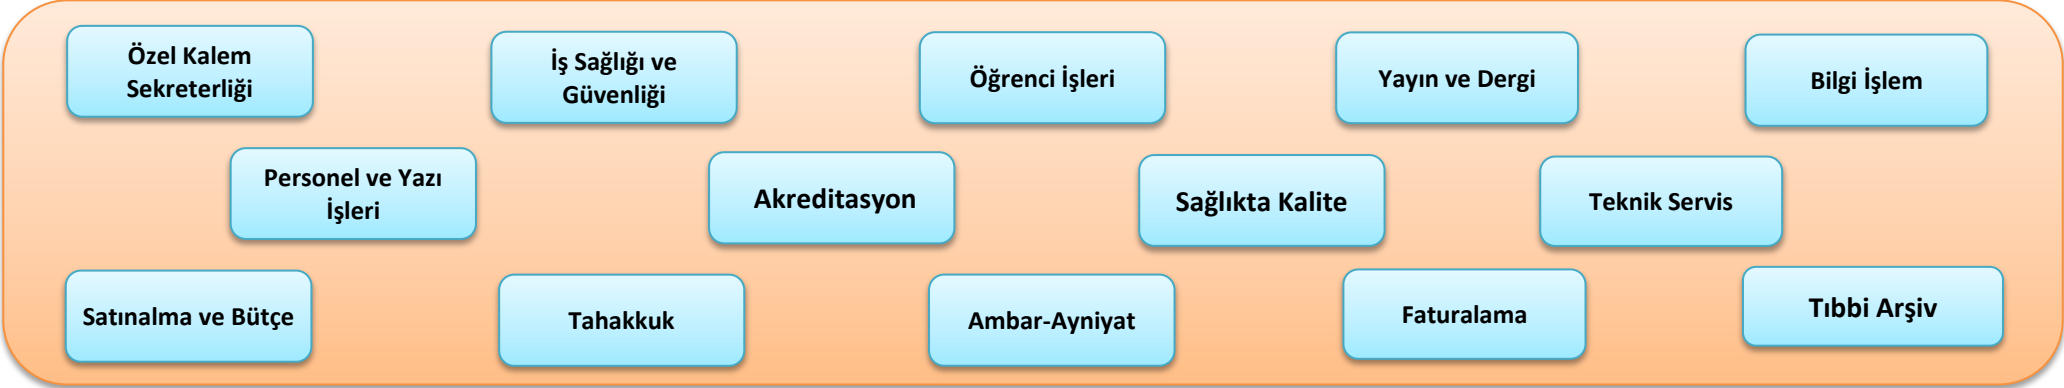 Özel Kalem
Sekreterliği
İş Sağlığı ve
Güvenliği
Öğrenci İşleri
Yayın ve Dergi
Bilgi İşlem
Personel ve Yazı
İşleri
Akreditasyon
Sağlıkta Kalite
Teknik Servis
Satınalma ve Bütçe
Tahakkuk
Ambar-Ayniyat
Faturalama
Tıbbi Arşiv